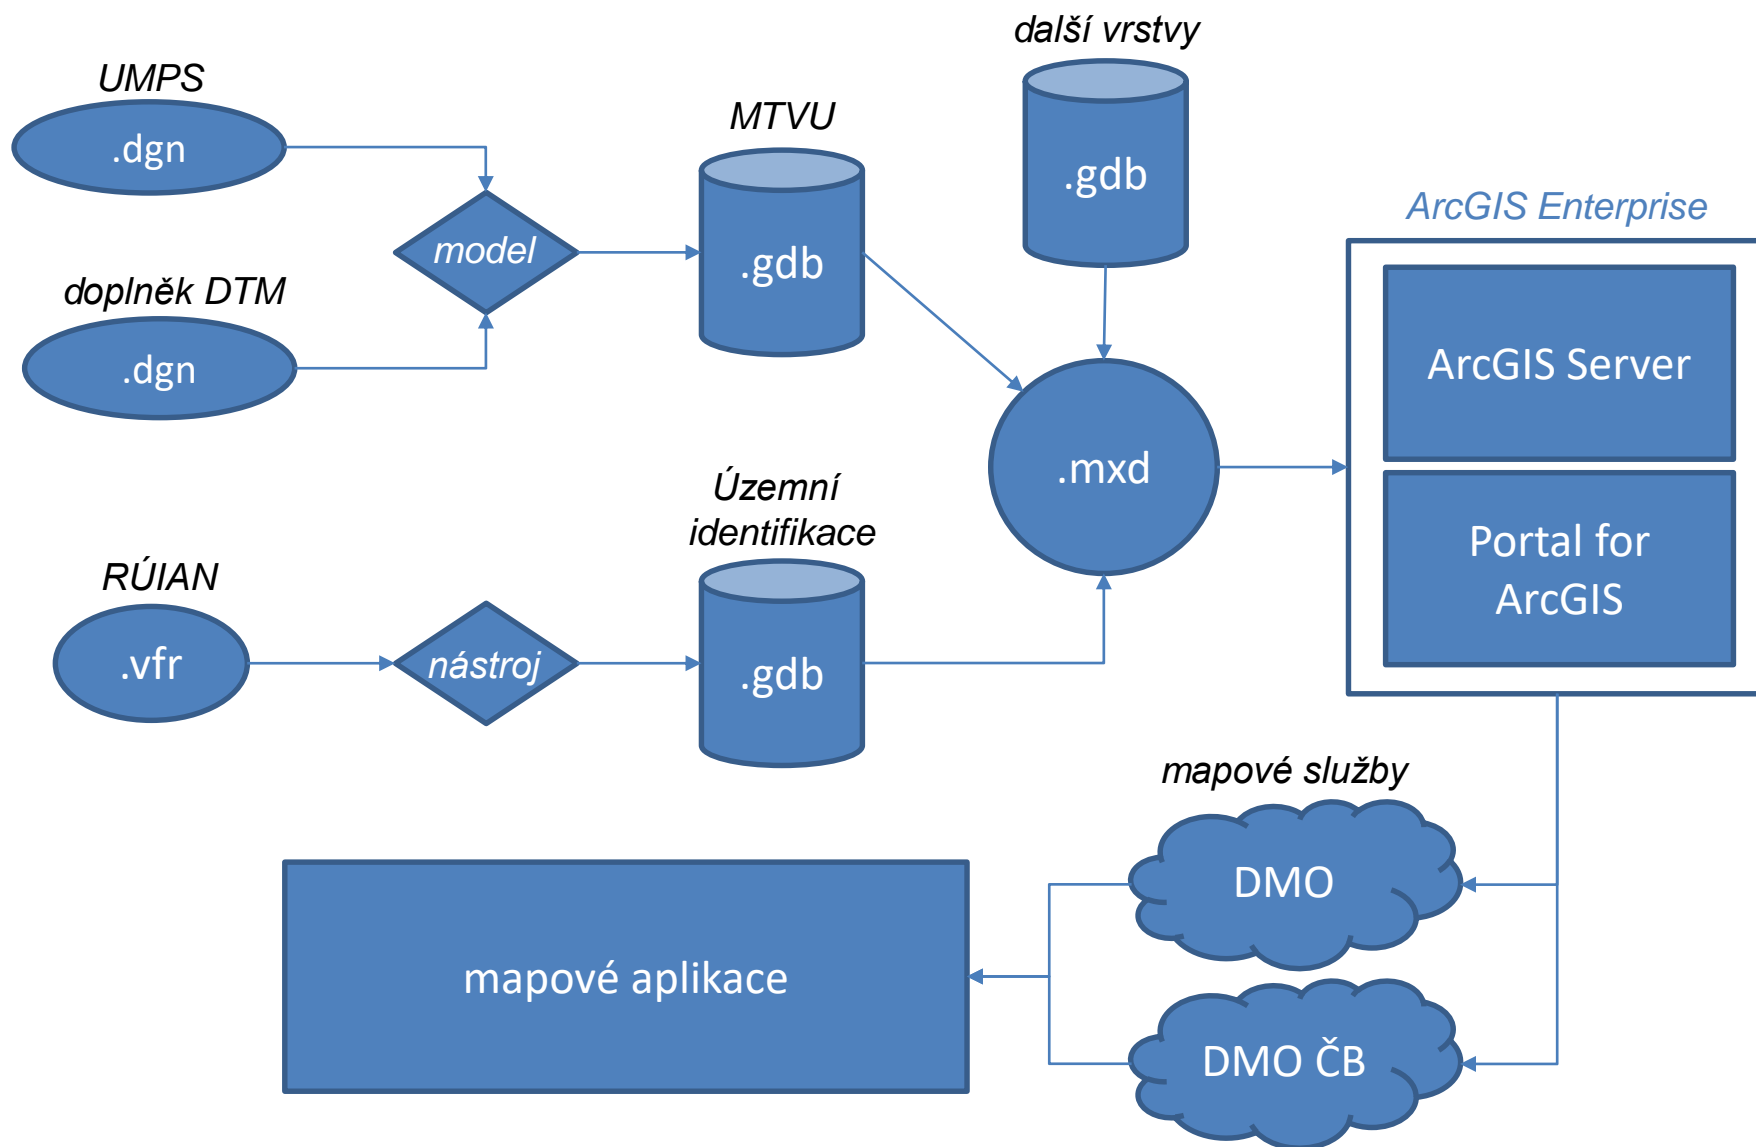 další vrstvy
.gdb
UMPS
.dgn
MTVU
.gdb
model
doplněk DTM
.dgn
ArcGIS Enterprise
ArcGIS Server
Portal for
ArcGIS
.mxd
Územní
identifikace
.gdb
RÚIAN
.vfr
nástroj
mapové služby
DMO
DMO ČB
mapové aplikace